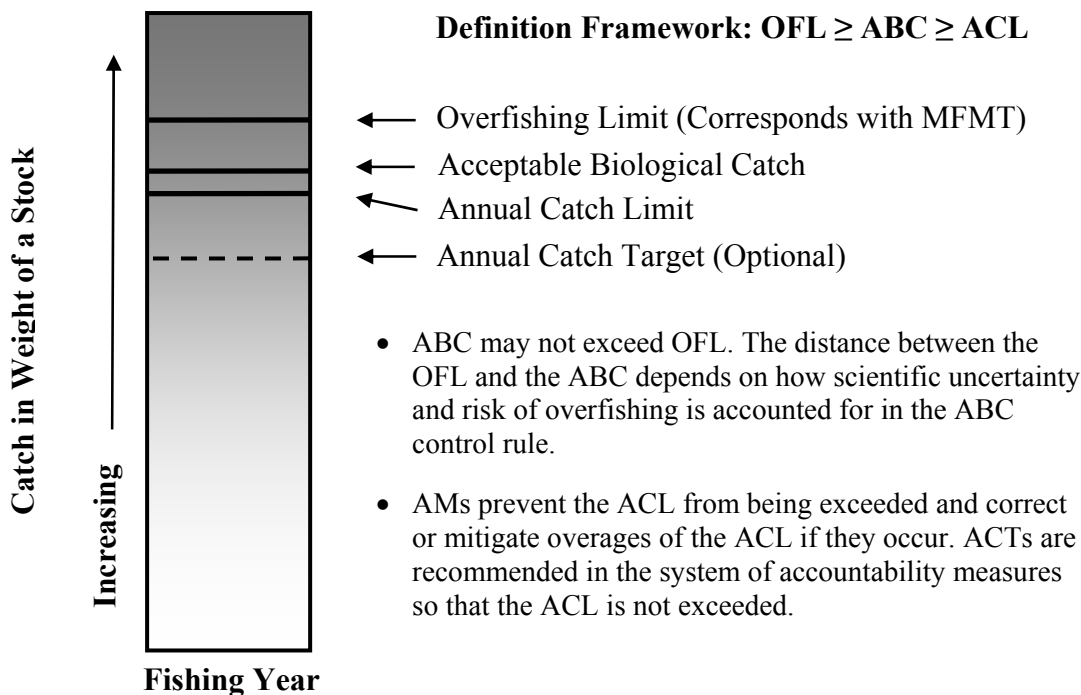 Definition Framework: OFL ≥ ABC ≥ ACL
Catch in Weight of a Stock
Increasing
Overfishing Limit (Corresponds with MFMT)
Acceptable Biological Catch
Annual Catch Limit
Annual Catch Target (Optional)
• ABC may not exceed OFL. The distance between the
OFL and the ABC depends on how scientific uncertainty
and risk of overfishing is accounted for in the ABC
control rule.
• AMs prevent the ACL from being exceeded and correct
or mitigate overages of the ACL if they occur. ACTs are
recommended in the system of accountability measures
so that the ACL is not exceeded.
Fishing Year